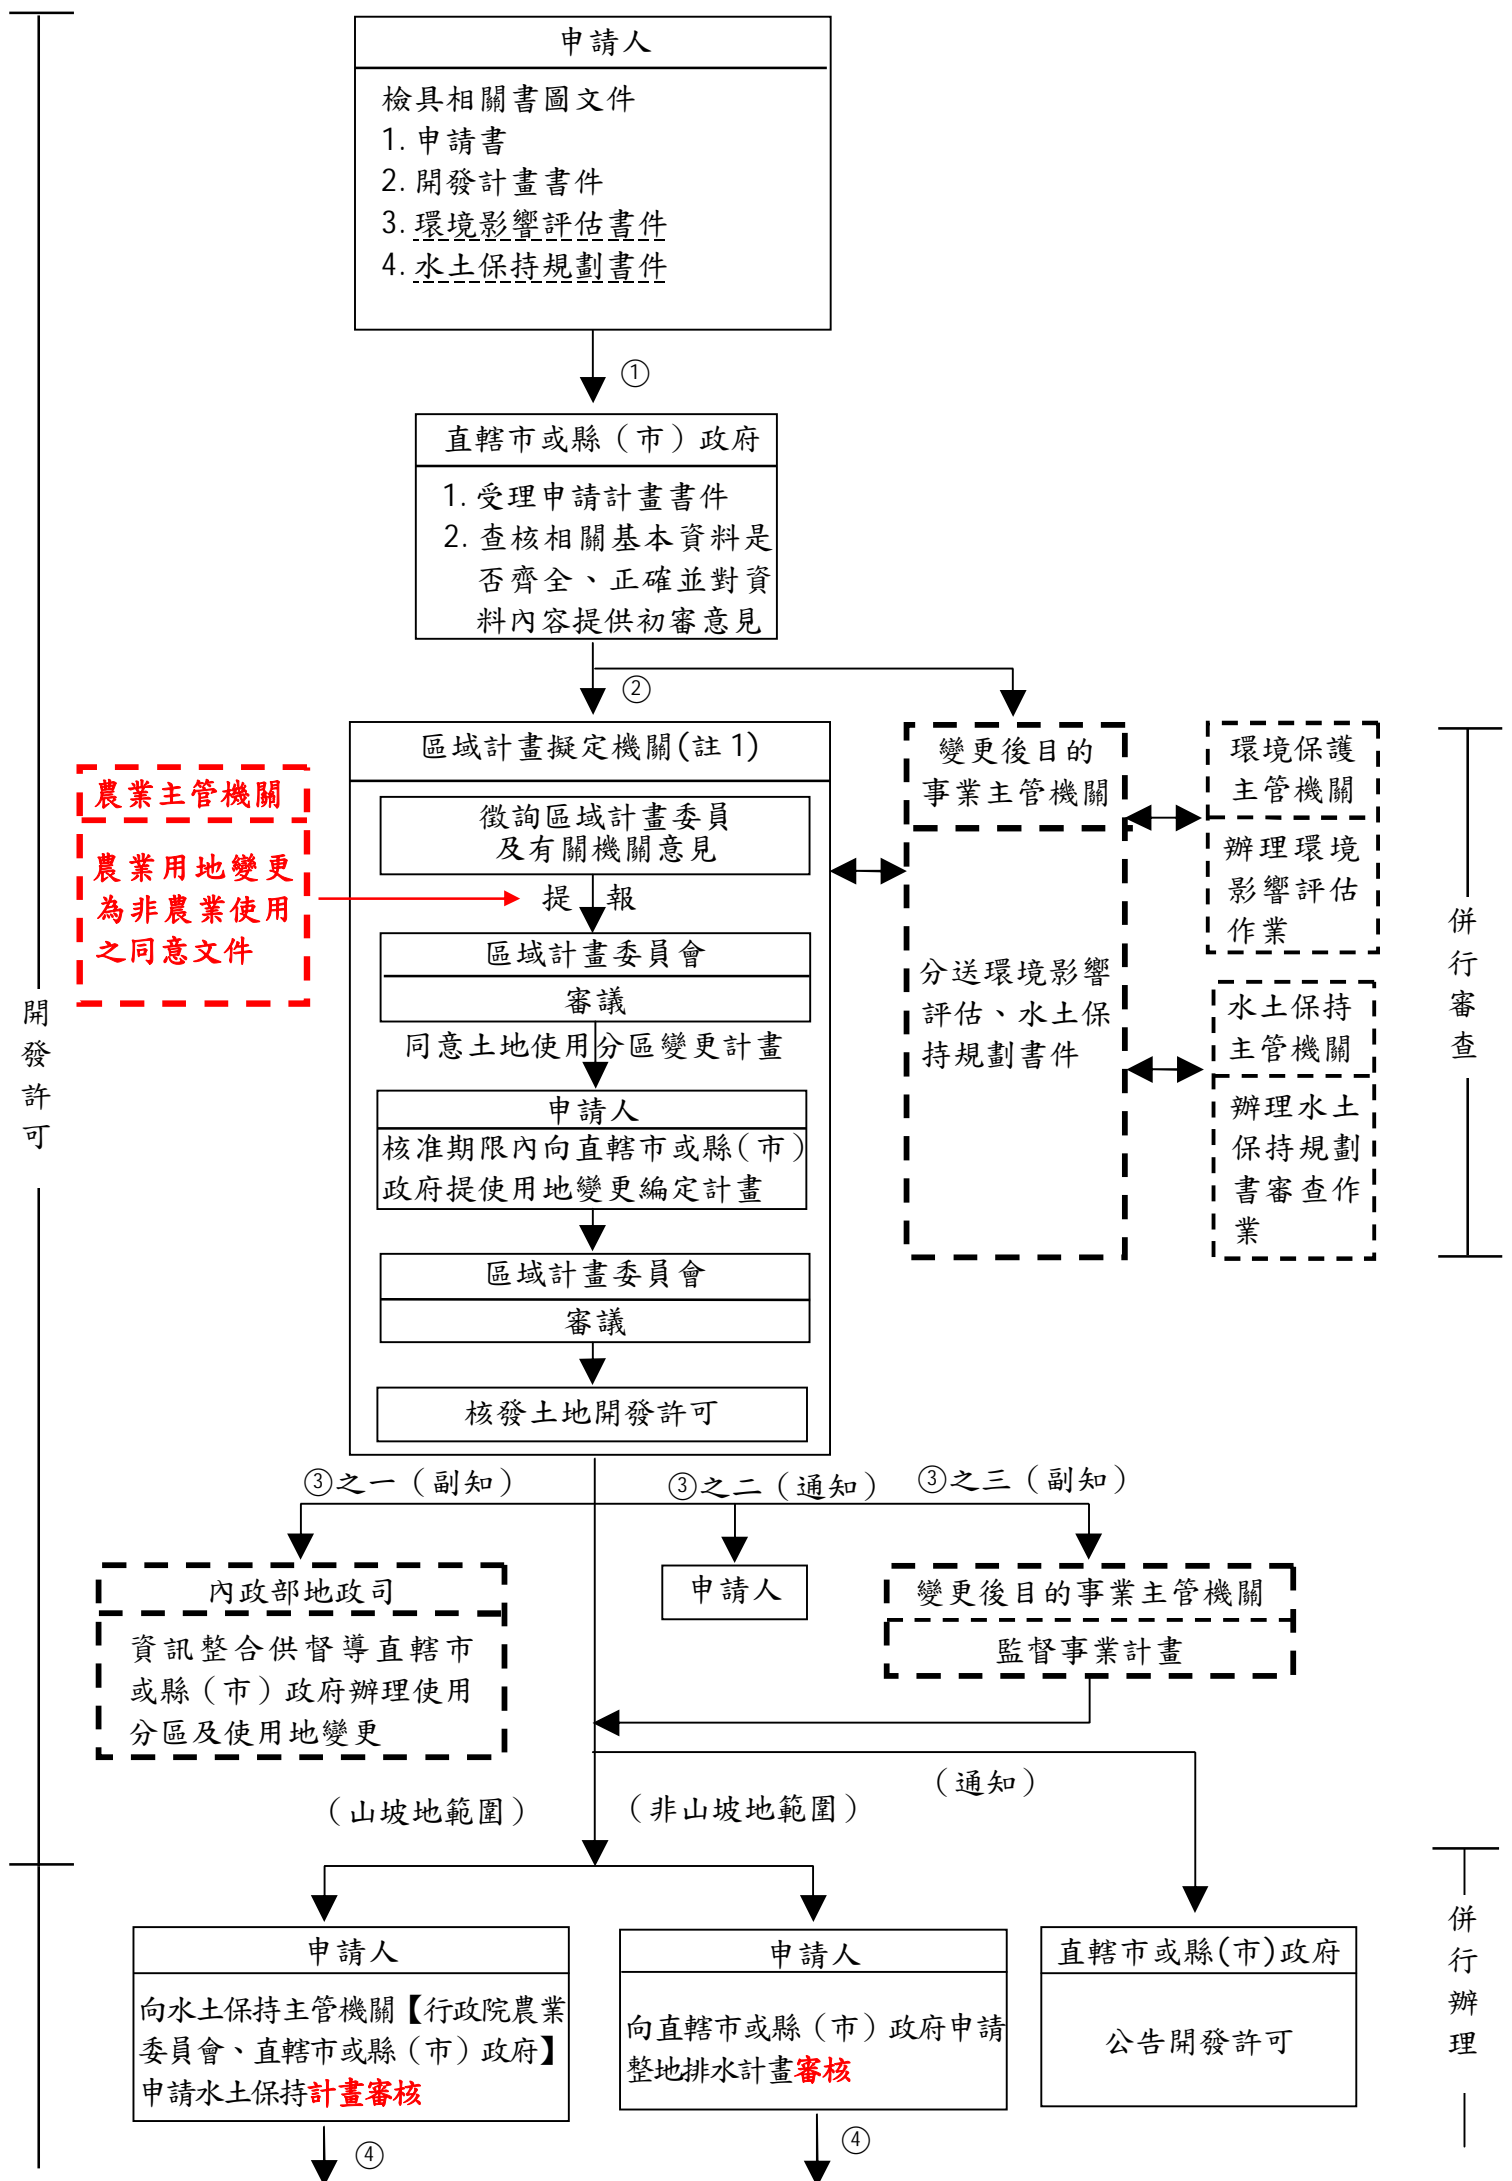 申請人
檢具相關書圖文件
1.申請書
2.開發計畫書件
3.環境影響評估書件
4.水土保持規劃書件
①
直轄市或縣（市）政府
1.受理申請計畫書件
2.查核相關基本資料是
否齊全、正確並對資
料內容提供初審意見
②
區域計畫擬定機關(註1)
徵詢區域計畫委員
及有關機關意見
提 報
區域計畫委員會
審議
同意土地使用分區變更計畫
申請人
核准期限內向直轄市或縣(市)
政府提使用地變更編定計畫
區域計畫委員會
審議
核發土地開發許可
農業主管機關
農業用地變更
為非農業使用
之同意文件
變更後目的
事業主管機關
分送環境影響
評估、水土保
持規劃書件
環境保護
主管機關
辦理環境
影響評估
作業
水土保持
主管機關
辦理水土
保持規劃
書審查作
業
併
行
審
查
開
發
許
可
③之一（副知）
③之二（通知）
③之三（副知）
內政部地政司
資訊整合供督導直轄市
或縣（市）政府辦理使用
分區及使用地變更
申請人
變更後目的事業主管機關
監督事業計畫
（通知）
（山坡地範圍）
（非山坡地範圍）
申請人
向水土保持主管機關【行政院農業
委員會、直轄市或縣（市）政府】
申請水土保持計畫審核
④
申請人
向直轄市或縣（市）政府申請
整地排水計畫審核
④
直轄市或縣(市)政府
公告開發許可
併
行
辦
理